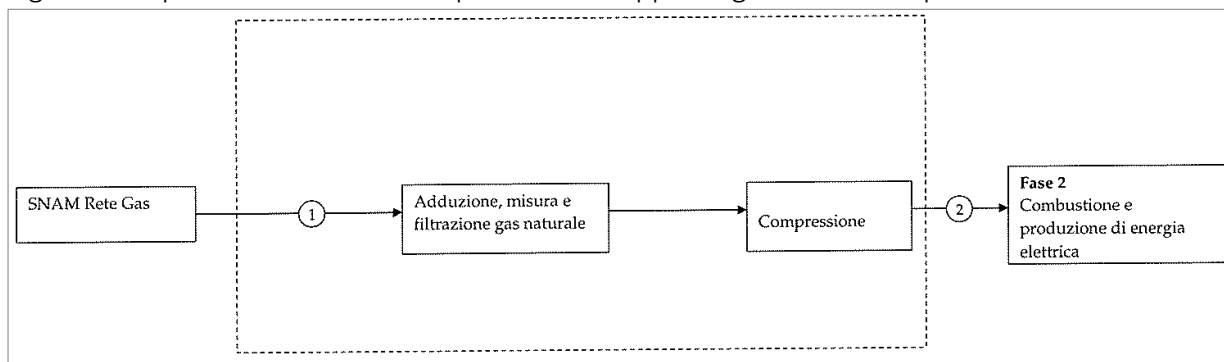 SNAM Rete Gas
1
Adduzione, misura e
filtrazione gas naturale
Compressione
2
Fase 2
Combustione e
produzione di energia
elettrica